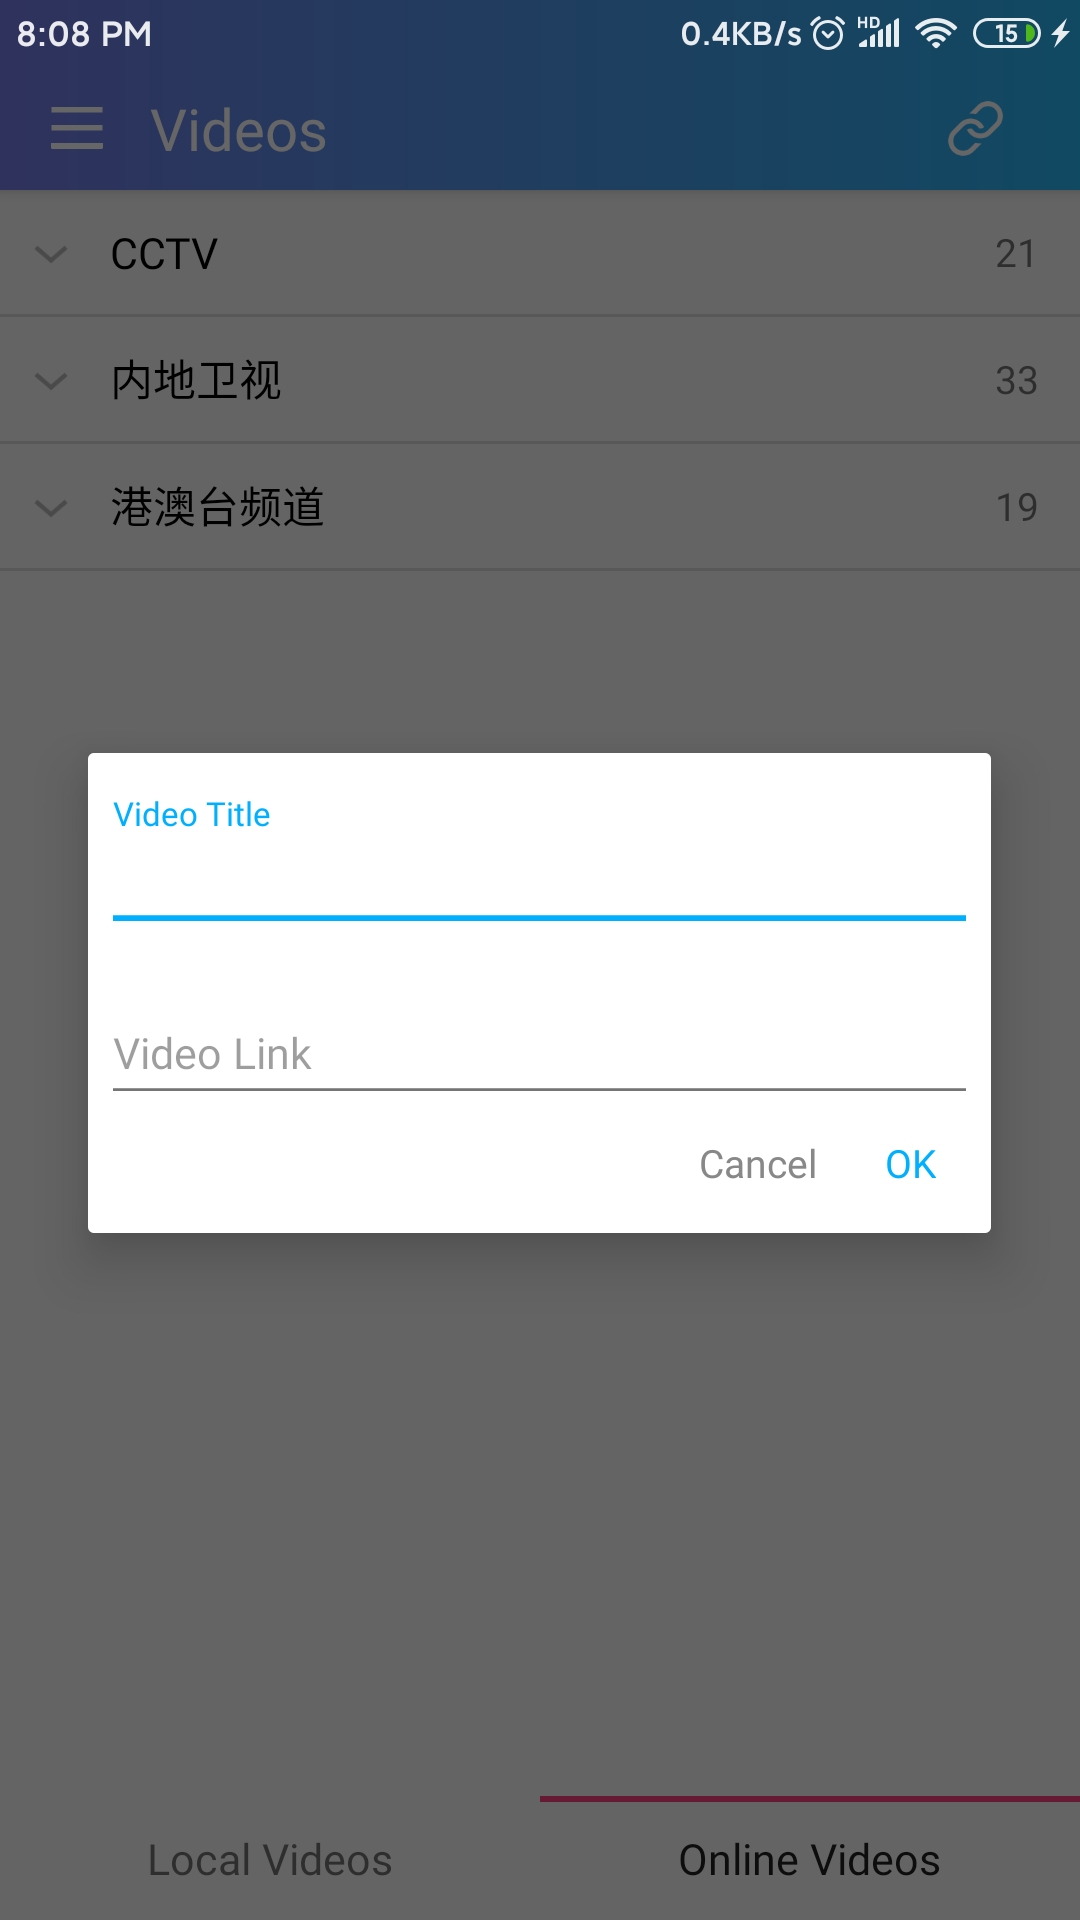 8:08 PM 0.4KB/s HD 15
Videos
CCTV 21
内地卫视 33
港澳台频道 19
Video Title
Video Link
Cancel OK
Local Videos Online Videos